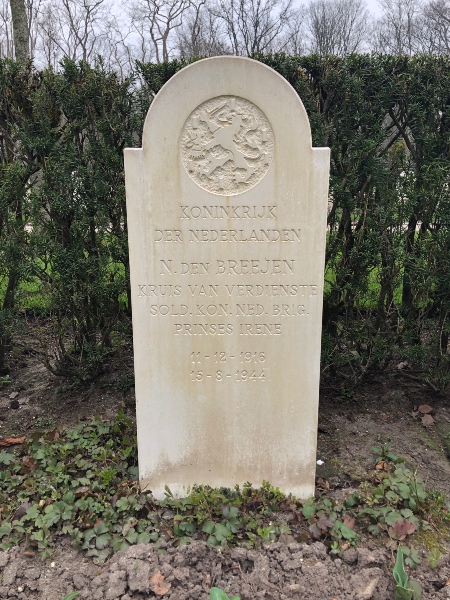 KONINKRIJK
DER NEDERLANDEN
N. DEN BREEJEN
KRUIS VAN VERDIENSTE
SOLD. KON. NED. BRIG.
PRINSES IRENE
11-12-1916
15-8-1944